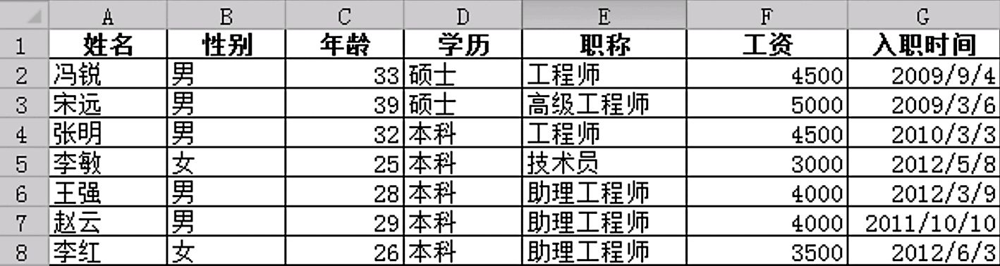 A B C D E F G
1 姓名 性别 年龄 学历 职称 工资 入职时间
2 冯锐 男 33 硕士 工程师 4500 2009/9/4
3 宋远 男 39 硕士 高级工程师 5000 2009/3/6
4 张明 男 32 本科 工程师 4500 2010/3/3
5 李敏 女 25 本科 技术员 3000 2012/5/8
6 王强 男 28 本科 助理工程师 4000 2012/3/9
7 赵云 男 29 本科 助理工程师 4000 2011/10/10
8 李红 女 26 本科 助理工程师 3500 2012/6/3